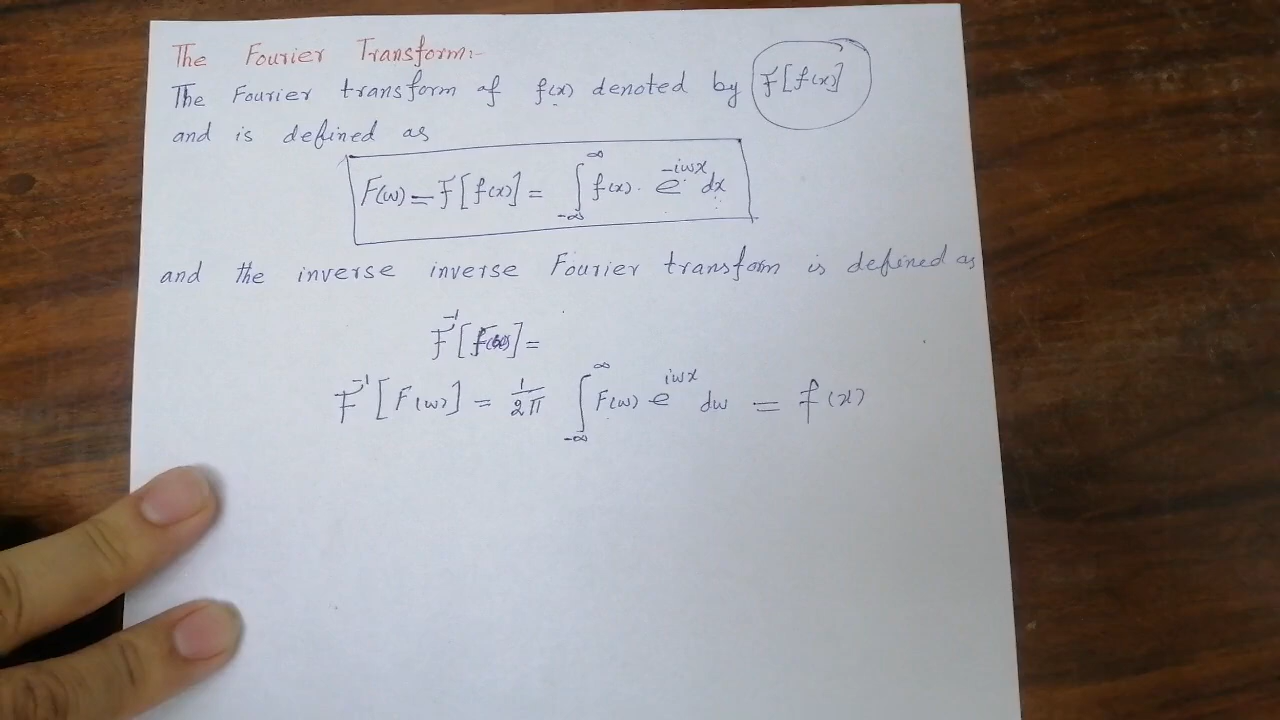 The Fourier Transform:-
The Fourier transform of f(x) denoted by F[f(x)]
and is defined as
F(w) = F[f(x)] = ∫_{-∞}^{∞} f(x). e^{-iwx} dx
and the inverse inverse Fourier transform is defined as
F^{-1}[] =
F^{-1}[F(w)] = 1/2π ∫_{-∞}^{∞} F(w) e^{iwx} dw = f(x)